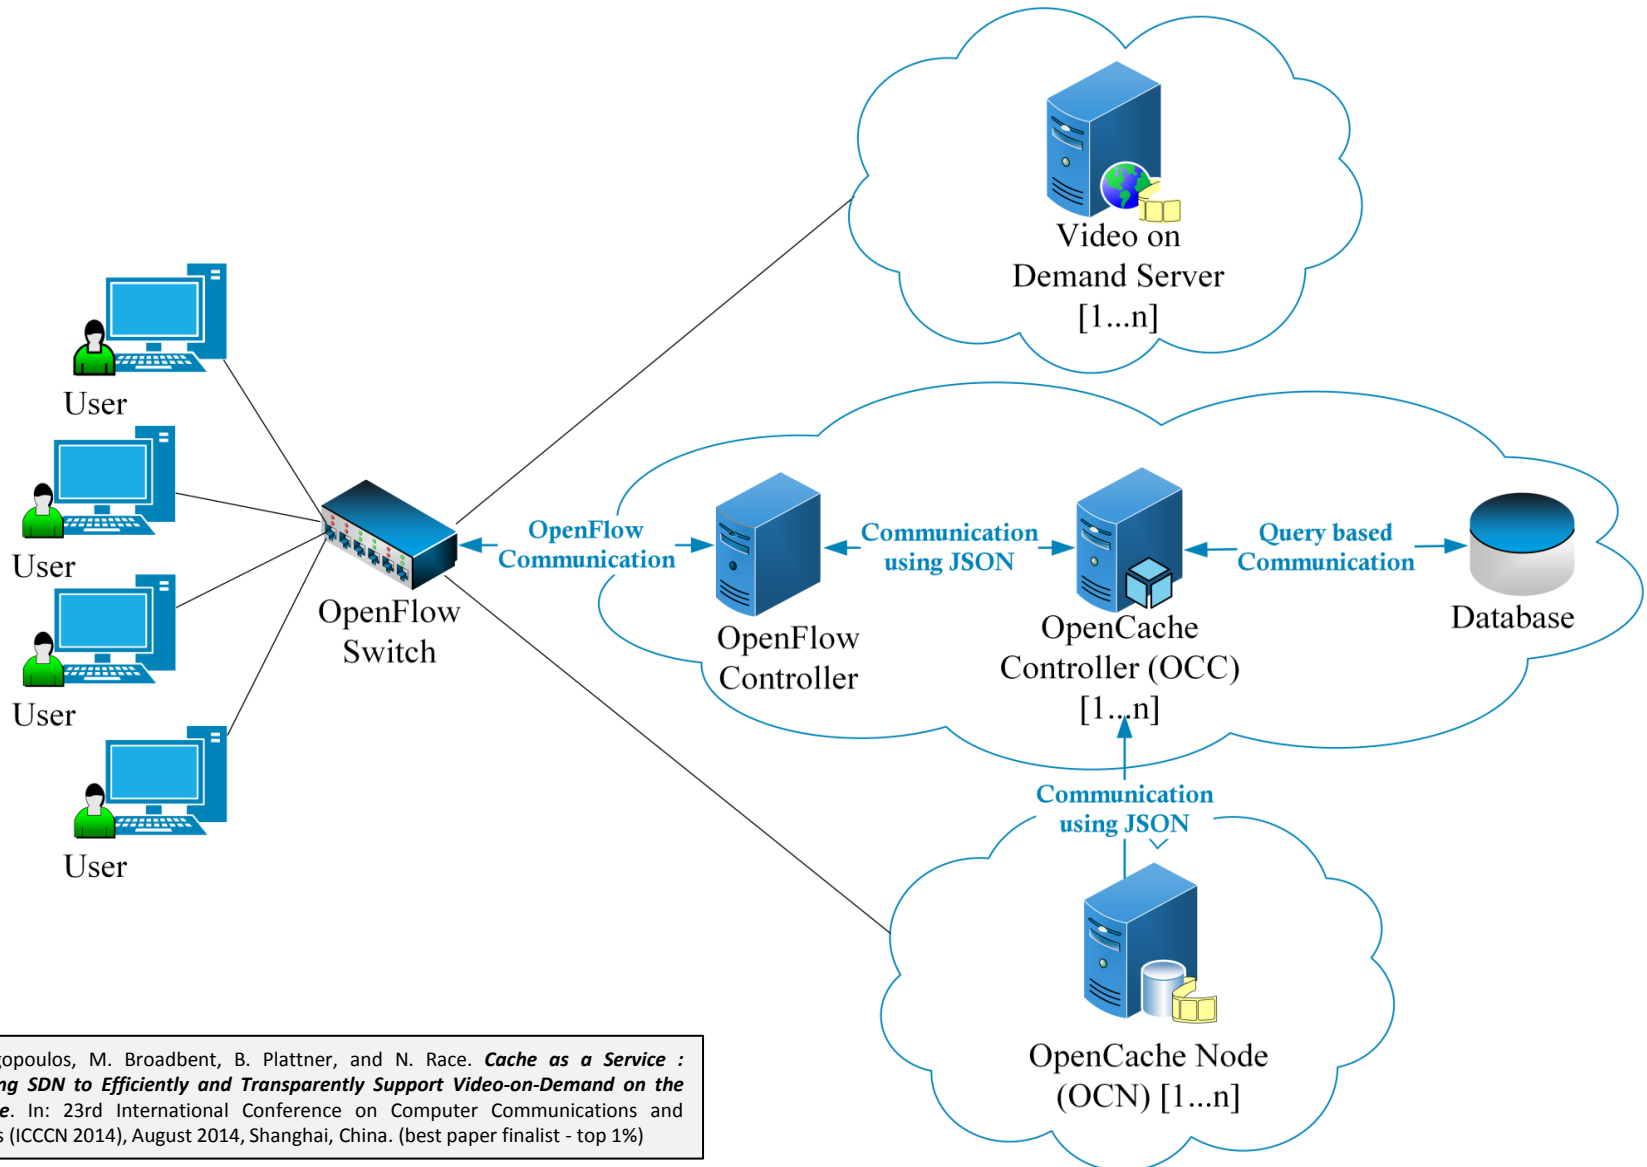 Video on
Demand Server
[1...n]
User
User
User
User
OpenFlow
Switch
OpenFlow
Communication
OpenFlow
Controller
Communication
using JSON
OpenCache
Controller (OCC)
[1...n]
Query based
Communication
Database
Communication
using JSON
OpenCache Node
(OCN) [1...n]
M. Broadbent, B. Plattner, and N. Race. Cache as a Service :
SDN to Efficiently and Transparently Support Video-on-Demand on the
In: 23rd International Conference on Computer Communications and
(ICCCN 2014), August 2014, Shanghai, China. (best paper finalist - top 1%)